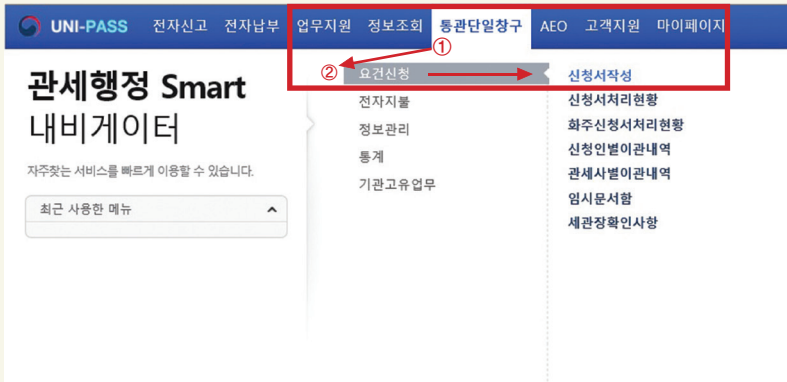 UNI-PASS 전자신고 전자납부 업무지원 정보조회 통관단일창구 AEO 고객지원 마이페이지
①
② 요건신청 신청서작성
관세행정 Smart
내비게이터
자주찾는 서비스를 빠르게 이용할 수 있습니다.
최근 사용한 메뉴
전자지불
정보관리
통계
기관고유업무
신청서처리현황
화주신청서처리현황
신청인별이관내역
관세사별이관내역
임시문서함
세관장확인사항